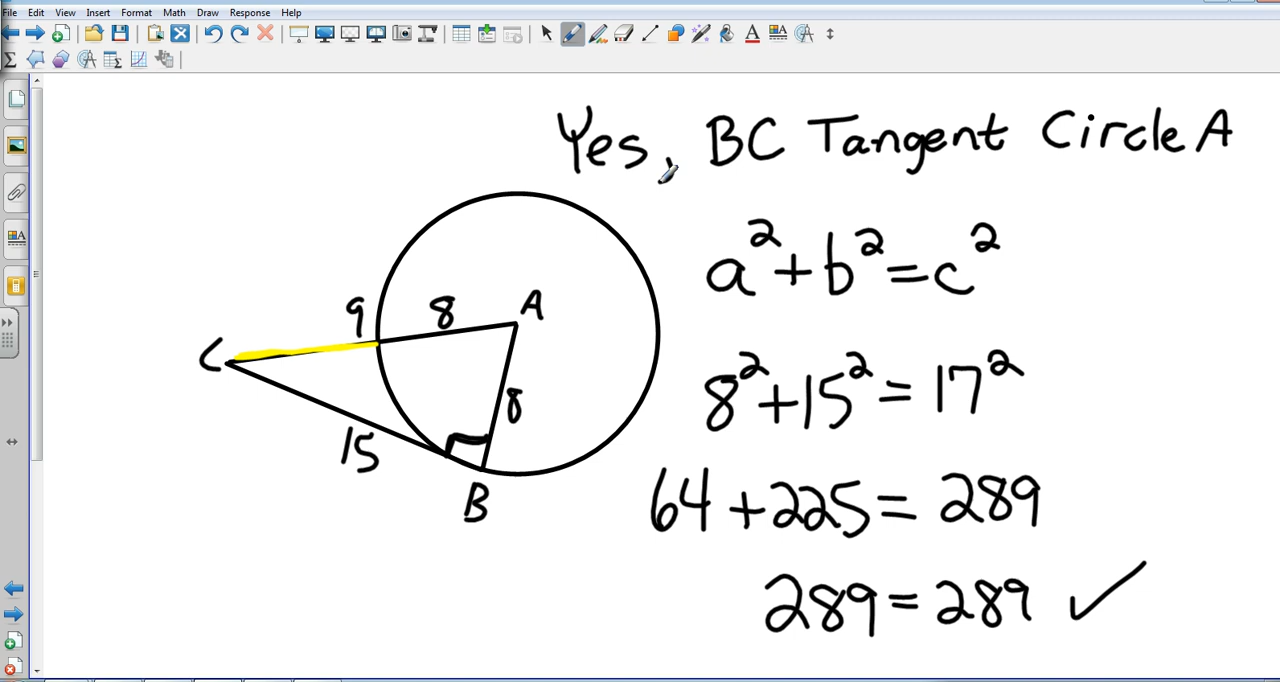 File Edit View Insert Format Math Draw Response Help
Yes, BC Tangent Circle A
a² + b² = c²
8² + 15² = 17²
64 + 225 = 289
289 = 289 ✓
A
9
8
C
8
15
B